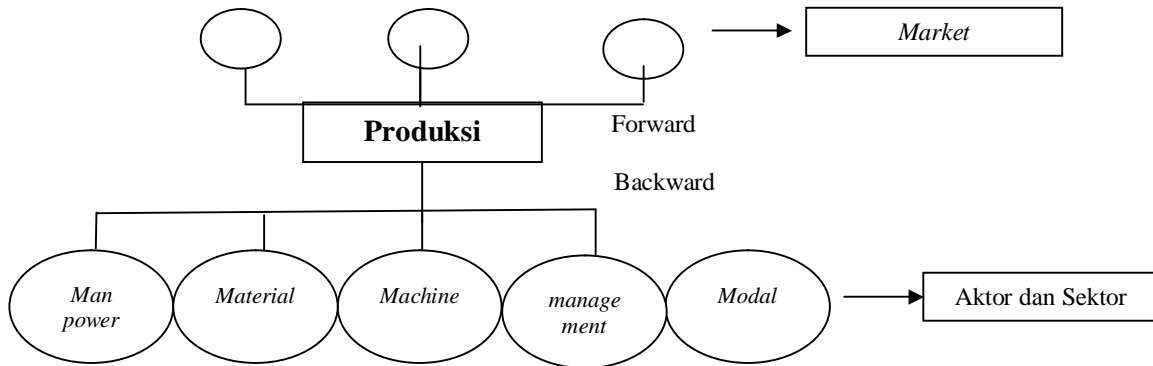 Market
Produksi
Forward
Backward
Man
power
Material
Machine
manage
ment
Modal
Aktor dan Sektor